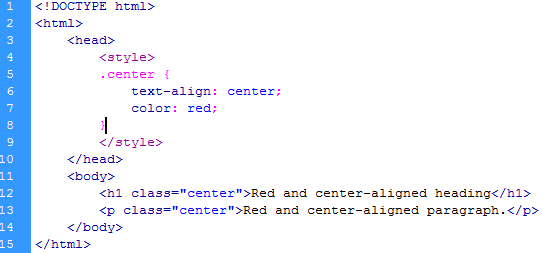 1 <!DOCTYPE html>
2 <html>
3     <head>
4         <style>
5         .center {
6             text-align: center;
7             color: red;
8         }
9         </style>
10     </head>
11     <body>
12         <h1 class="center">Red and center-aligned heading</h1>
13         <p class="center">Red and center-aligned paragraph.</p>
14     </body>
15 </html>